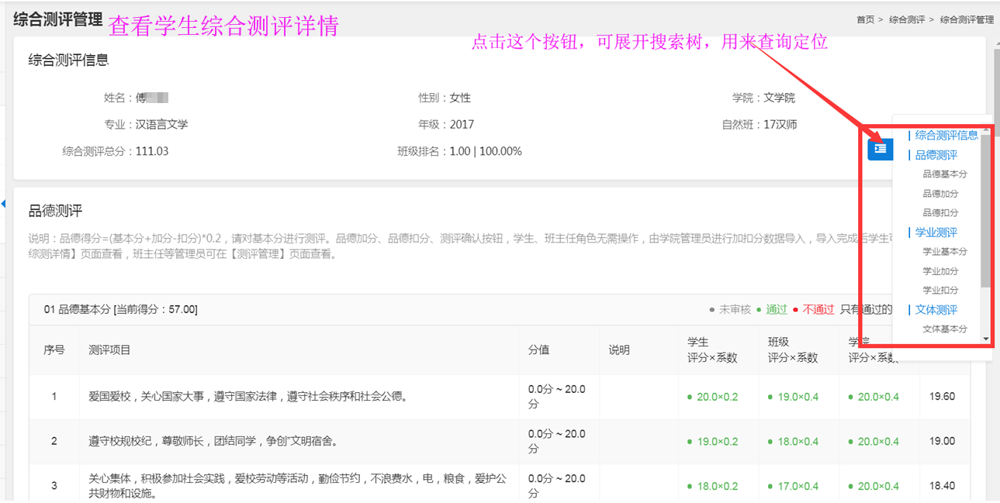 综合测评管理
查看学生综合测评详情
首页 > 综合测评 > 综合测评管理
点击这个按钮，可展开搜索树，用来查询定位
综合测评信息
姓名：傅
性别：女性
学院：文学院
专业：汉语言文学
年级：2017
自然班：17汉师
综合测评总分：111.03
班级排名：1.00 | 100.00%
综合测评信息
品德测评
品德基本分
品德加分
品德扣分
学业测评
学业基本分
学业加分
学业扣分
文体测评
文体基本分
品德测评
说明：品德得分=(基本分+加分-扣分)*0.2，请对基本分进行测评。品德加分、品德扣分、测评确认按钮，学生、班主任角色无需操作，由学院管理员进行加扣分数据导入，导入完成后学生可
综测详情】页面查看，班主任等管理员可在【测评管理】页面查看。
01 品德基本分 [当前得分：57.00]
● 未审核 ● 通过 ● 不通过 只有通过的
序号 测评项目 分值 说明 学生 班级 学院
评分×系数 评分×系数 评分×系数
1 爱国爱校，关心国家大事，遵守国家法律，遵守社会秩序和社会公德。 0.0分 ~ 20.0
分 ● 20.0×0.2 ● 19.0×0.4 ● 20.0×0.4 19.60
2 遵守校规校纪，尊敬师长，团结同学，争创"文明宿舍。 0.0分 ~ 20.0
分 ● 19.0×0.2 ● 18.0×0.4 ● 20.0×0.4 19.00
3 关心集体，积极参加社会实践，爱校劳动等活动，勤俭节约，不浪费水，电，粮食，爱护公 0.0分 ~ 20.0
共财物和设施。 分 ● 18.0×0.2 ● 17.0×0.4 ● 20.0×0.4 18.40